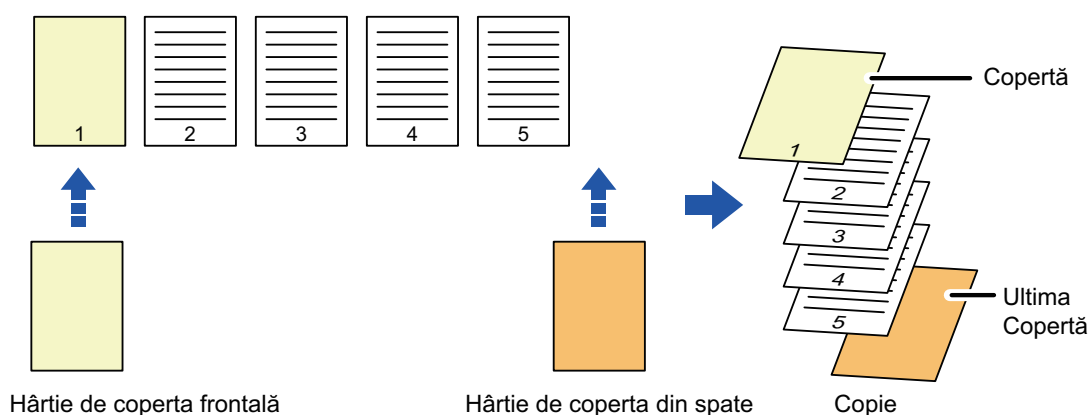 1
2
3
4
5
Hârtie de coperta frontală
Hârtie de coperta din spate
Copertă
1
2
3
4
5
Ultima
Copertă
Copie